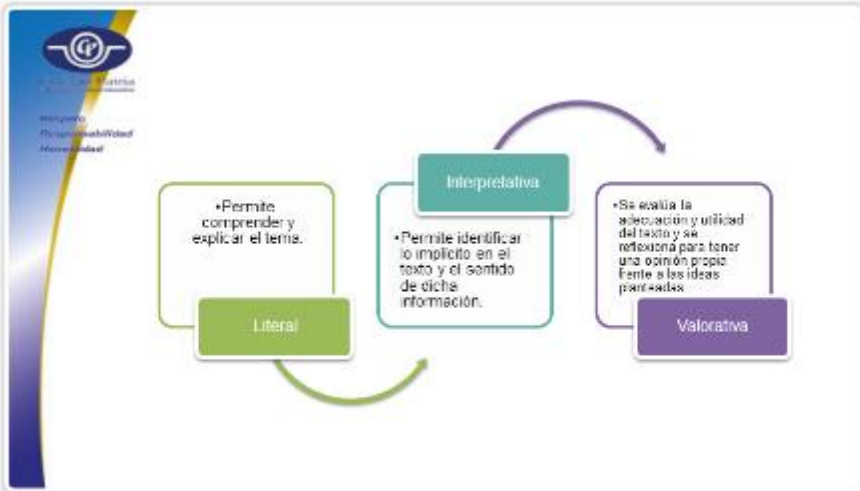 Respeto
Responsabilidad
•Permite
comprender y
explicar el tema.
Literal
Interpretativa
•Permite identificar
lo implícito en el
texto y el sentido
de dicha
información.
•Se evalúa la
adecuación y utilidad
del texto y se
reflexiona para tener
una opinión propia
frente a las ideas
planteadas
Valorativa